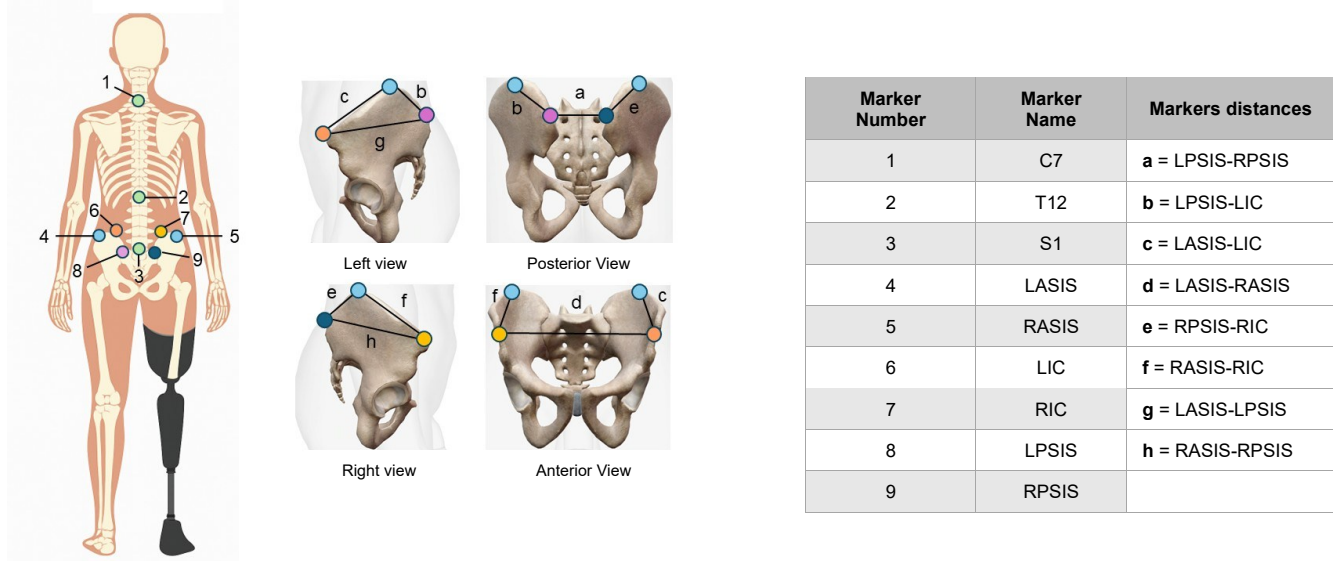 1
2
6
7
4
5
8
3
9
c
b
g
Left view
a
b
e
Posterior View
e
f
h
Right view
f
d
c
Anterior View
Marker Number Marker Name Markers distances
1 C7 a = LPSIS-RPSIS
2 T12 b = LPSIS-LIC
3 S1 c = LASIS-LIC
4 LASIS d = LASIS-RASIS
5 RASIS e = RPSIS-RIC
6 LIC f = RASIS-RIC
7 RIC g = LASIS-LPSIS
8 LPSIS h = RASIS-RPSIS
9 RPSIS